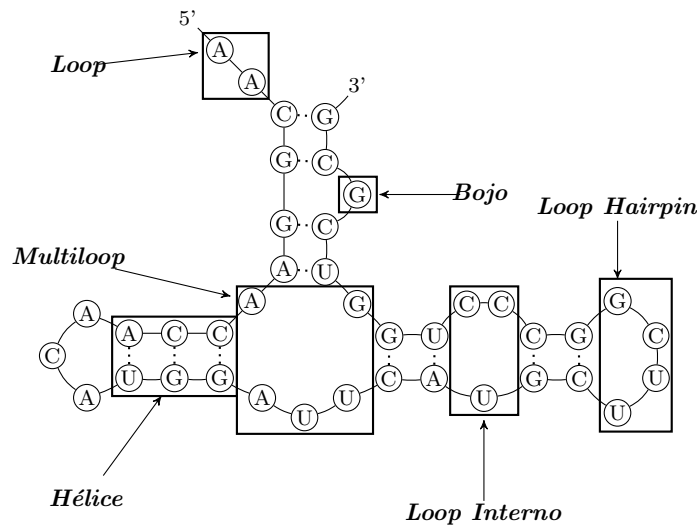 5'
A
Loop
A
3'
C G
G C
G Bojo
Loop Hairpin
G C
Multiloop
A U
A G C C G
A A C C G U C G C
C
U G G C A G C U
A A U U U U
Hélice
Loop Interno